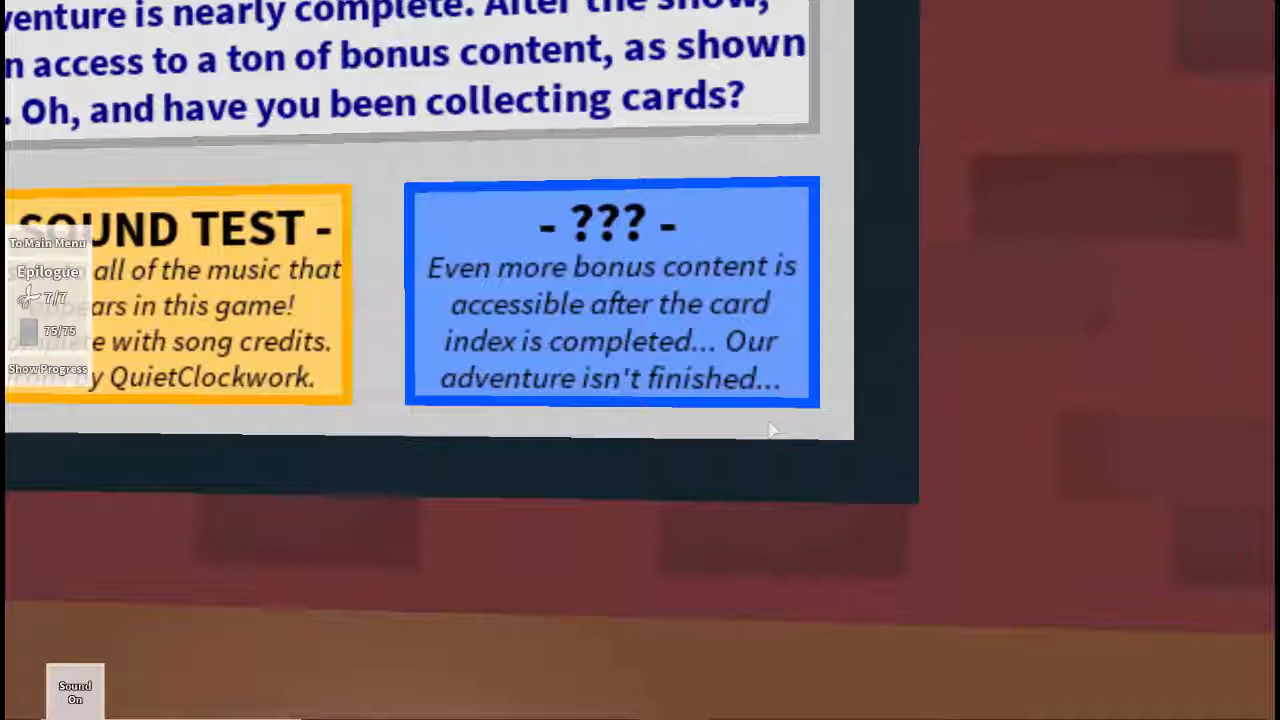 venture is nearly complete. After the show,
n access to a ton of bonus content, as shown
. Oh, and have you been collecting cards?
SOUND TEST -
all of the music that
in this game!
with song credits.
by QuietClockwork.
- ??? -
Even more bonus content is
accessible after the card
index is completed... Our
adventure isn't finished...
To Main Menu
Epilogue
7/7
75/75
Show Progress
Sound
On